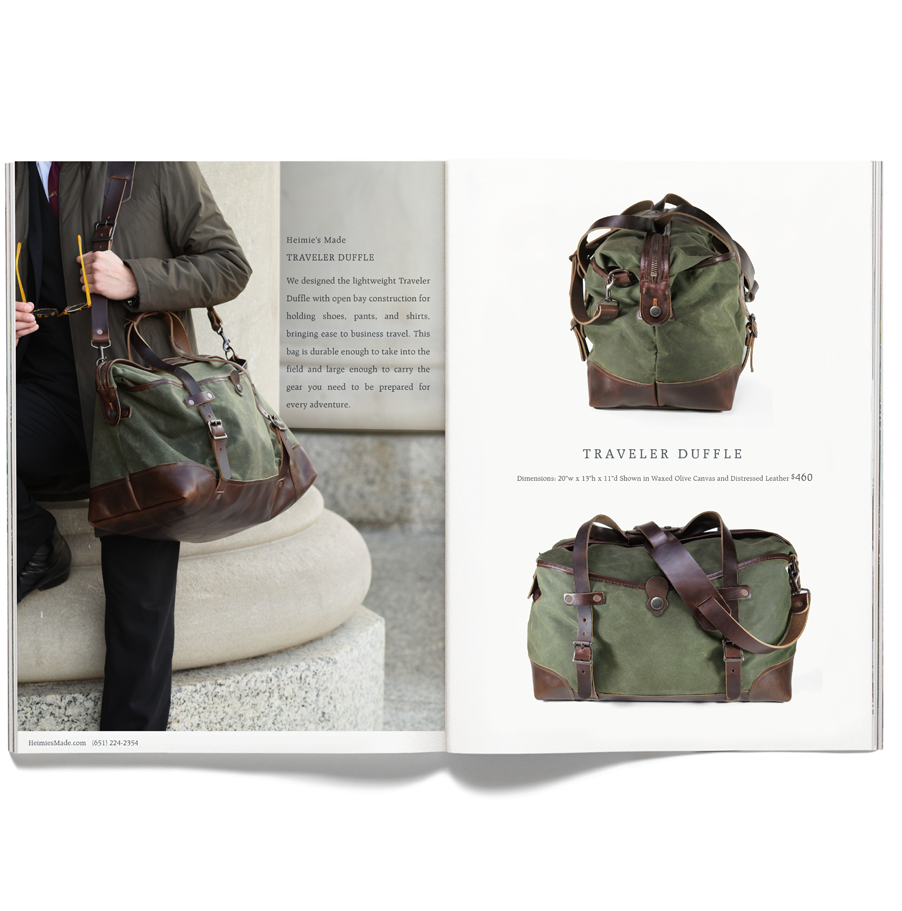 Heimie's Made
TRAVELER DUFFLE
We designed the lightweight Traveler
Duffle with open bay construction for
holding shoes, pants, and shirts,
bringing ease to business travel. This
bag is durable enough to take into the
field and large enough to carry the
gear you need to be prepared for
every adventure.
HeimiesMade.com (651) 224-2354
TRAVELER DUFFLE
Dimensions: 20"w x 13"h x 11"d Shown in Waxed Olive Canvas and Distressed Leather $460